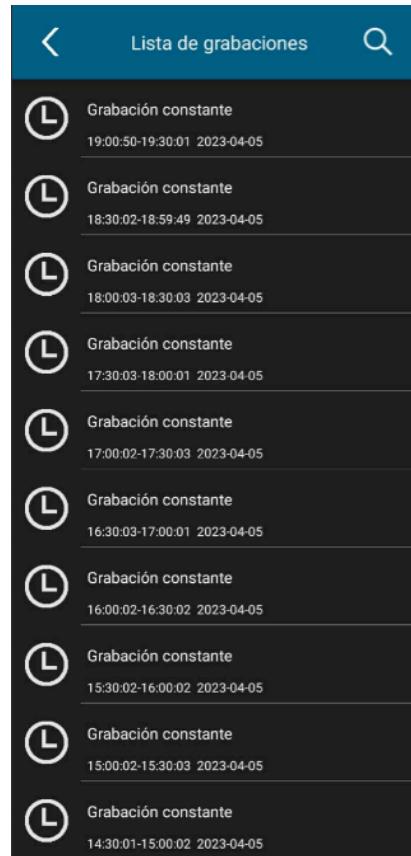 Lista de grabaciones
Grabación constante
19:00:50-19:30:01 2023-04-05
Grabación constante
18:30:02-18:59:49 2023-04-05
Grabación constante
18:00:03-18:30:03 2023-04-05
Grabación constante
17:30:03-18:00:01 2023-04-05
Grabación constante
17:00:02-17:30:03 2023-04-05
Grabación constante
16:30:03-17:00:01 2023-04-05
Grabación constante
16:00:02-16:30:02 2023-04-05
Grabación constante
15:30:02-16:00:02 2023-04-05
Grabación constante
15:00:02-15:30:03 2023-04-05
Grabación constante
14:30:01-15:00:02 2023-04-05